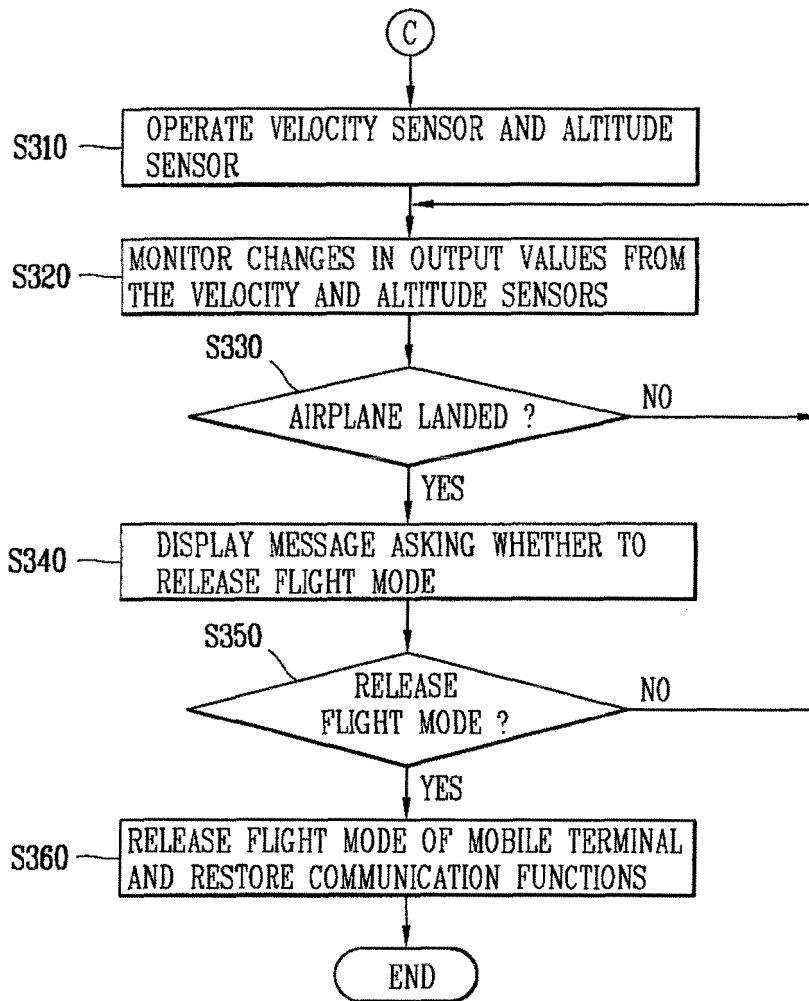 C
S310
OPERATE VELOCITY SENSOR AND ALTITUDE
SENSOR
S320
MONITOR CHANGES IN OUTPUT VALUES FROM
THE VELOCITY AND ALTITUDE SENSORS
S330
AIRPLANE LANDED ?
NO
YES
S340
DISPLAY MESSAGE ASKING WHETHER TO
RELEASE FLIGHT MODE
S350
RELEASE
FLIGHT MODE ?
NO
YES
S360
RELEASE FLIGHT MODE OF MOBILE TERMINAL
AND RESTORE COMMUNICATION FUNCTIONS
END